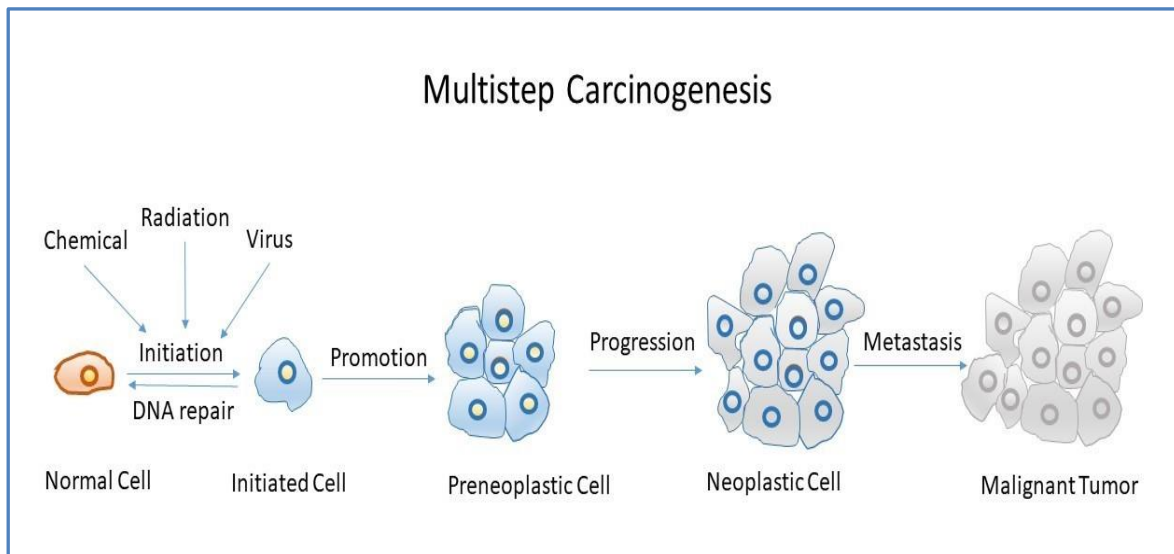 Multistep Carcinogenesis
Radiation
Chemical
Virus
Initiation
DNA repair
Promotion
Progression
Metastasis
Normal Cell
Initiated Cell
Preneoplastic Cell
Neoplastic Cell
Malignant Tumor